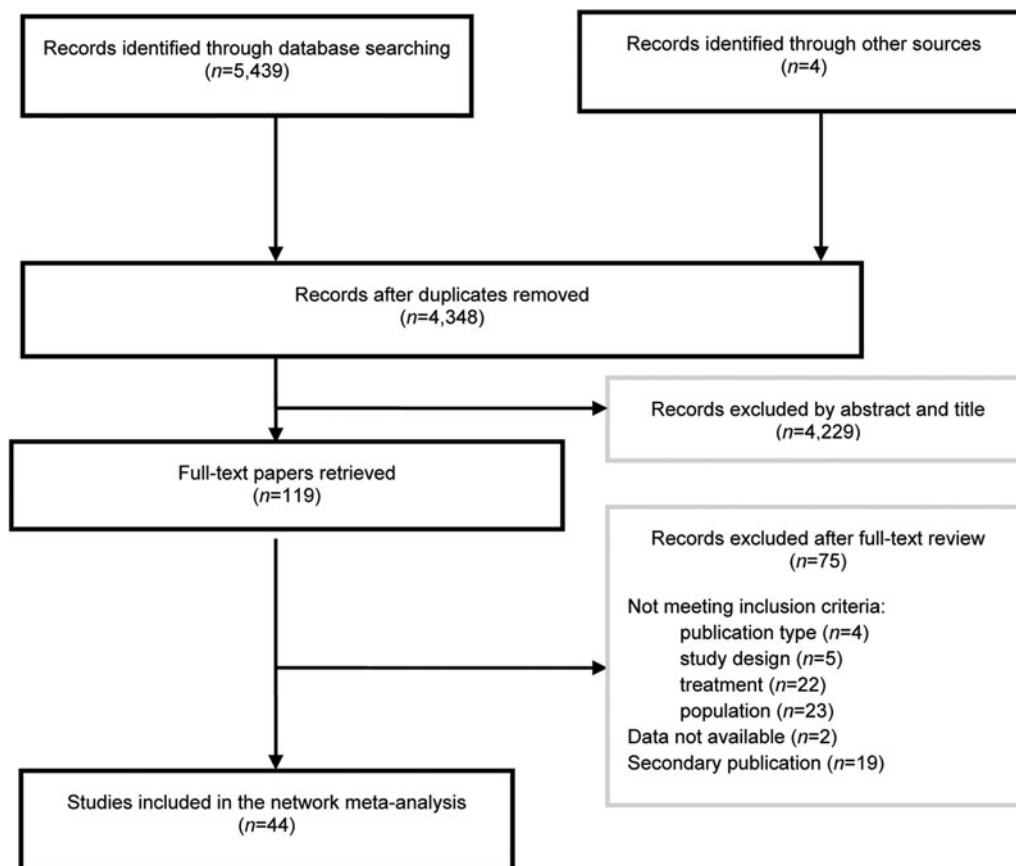 Records identified through database searching
(n=5,439)
Records identified through other sources
(n=4)
Records after duplicates removed
(n=4,348)
Records excluded by abstract and title
(n=4,229)
Full-text papers retrieved
(n=119)
Records excluded after full-text review
(n=75)
Not meeting inclusion criteria:
publication type (n=4)
study design (n=5)
treatment (n=22)
population (n=23)
Data not available (n=2)
Secondary publication (n=19)
Studies included in the network meta-analysis
(n=44)